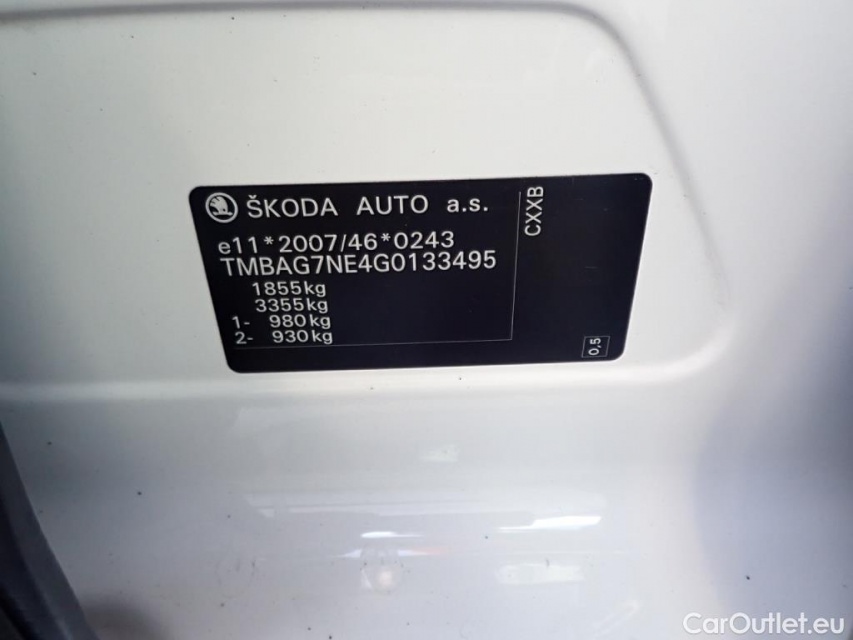 ŠKODA AUTO a.s.
e11*2007/46*0243
TMBAG7NE4G0133495
1855kg
3355kg
1- 980kg
2- 930kg
CXXB
0,5
CarOutlet.eu